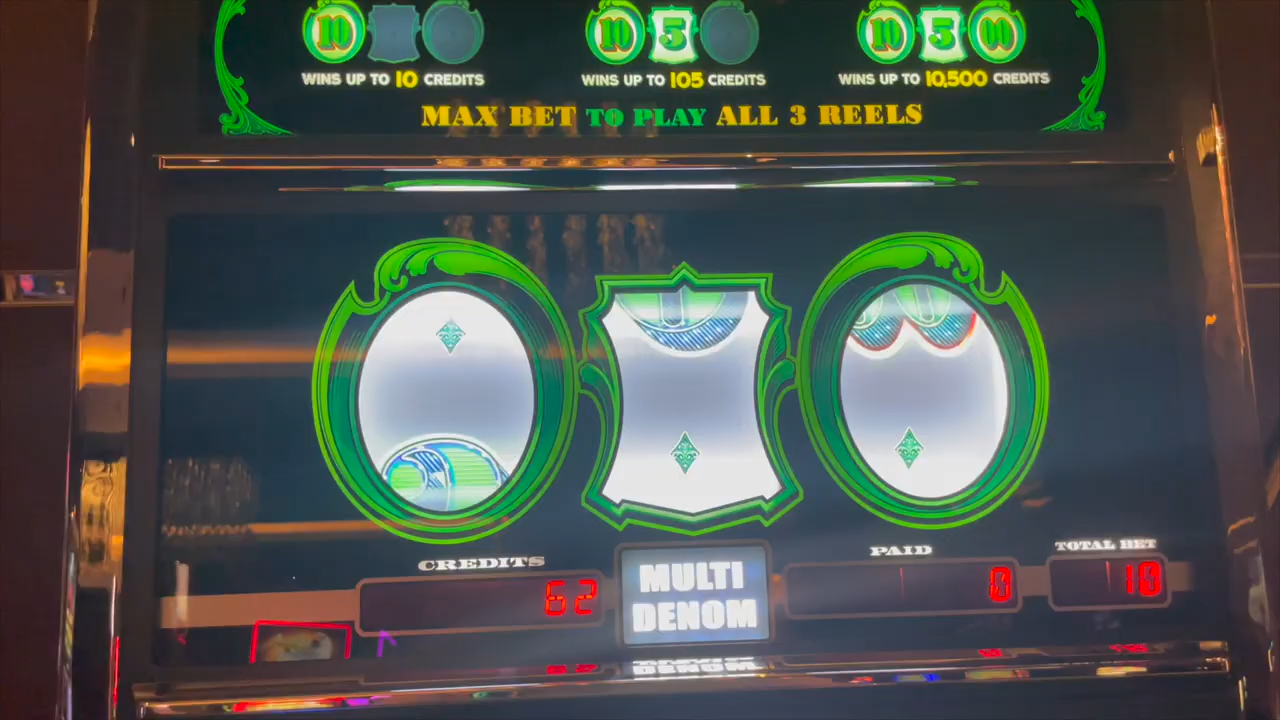 10
10 5
10 5 00
WINS UP TO 10 CREDITS
WINS UP TO 105 CREDITS
WINS UP TO 10,500 CREDITS
MAX BET TO PLAY ALL 3 REELS
CREDITS
62
MULTI
DENOM
PAID
0
TOTAL BET
10